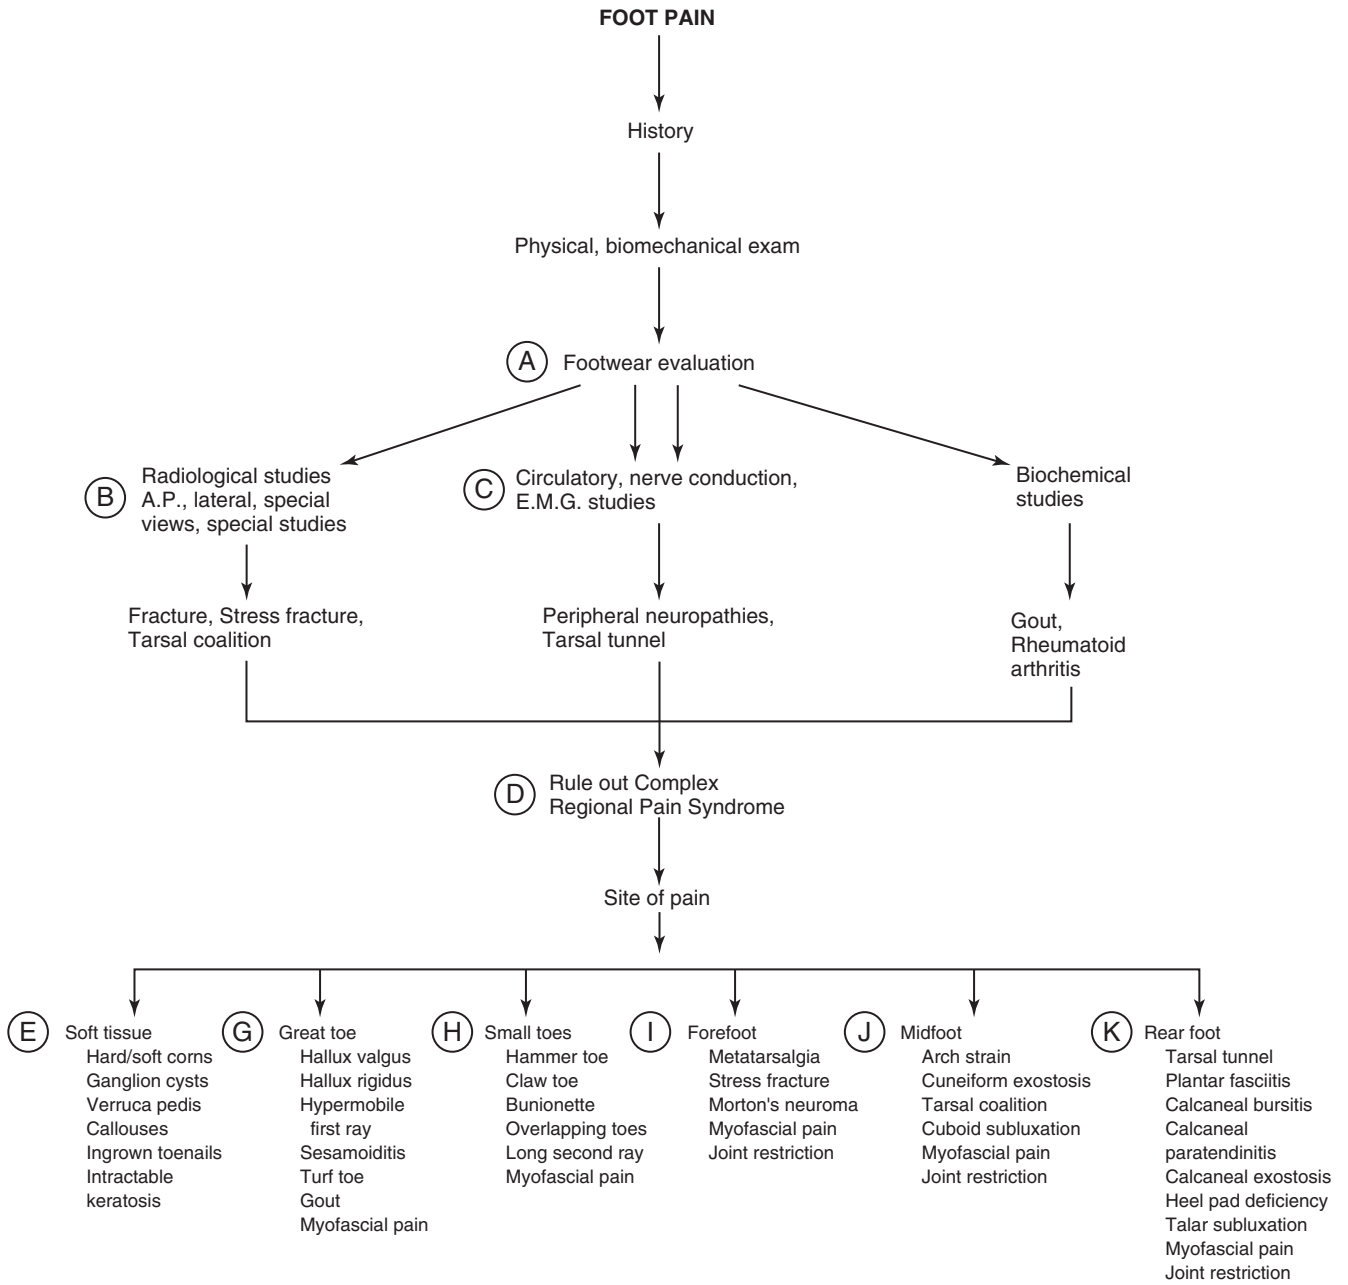 FOOT PAIN
History
Physical, biomechanical exam
A
Footwear evaluation
B
Radiological studies
A.P., lateral, special
views, special studies
C
Circulatory, nerve conduction,
E.M.G. studies
Biochemical
studies
Fracture, Stress fracture,
Tarsal coalition
Peripheral neuropathies,
Tarsal tunnel
Gout,
Rheumatoid
arthritis
D
Rule out Complex
Regional Pain Syndrome
Site of pain
E
Soft tissue
Hard/soft corns
Ganglion cysts
Verruca pedis
Callouses
Ingrown toenails
Intractable
keratosis
G
Great toe
Hallux valgus
Hallux rigidus
Hypermobile
first ray
Sesamoiditis
Turf toe
Gout
Myofascial pain
H
Small toes
Hammer toe
Claw toe
Bunionette
Overlapping toes
Long second ray
Myofascial pain
I
Forefoot
Metatarsalgia
Stress fracture
Morton's neuroma
Myofascial pain
Joint restriction
J
Midfoot
Arch strain
Cuneiform exostosis
Tarsal coalition
Cuboid subluxation
Myofascial pain
Joint restriction
K
Rear foot
Tarsal tunnel
Plantar fasciitis
Calcaneal bursitis
Calcaneal
paratendinitis
Calcaneal exostosis
Heel pad deficiency
Talar subluxation
Myofascial pain
Joint restriction